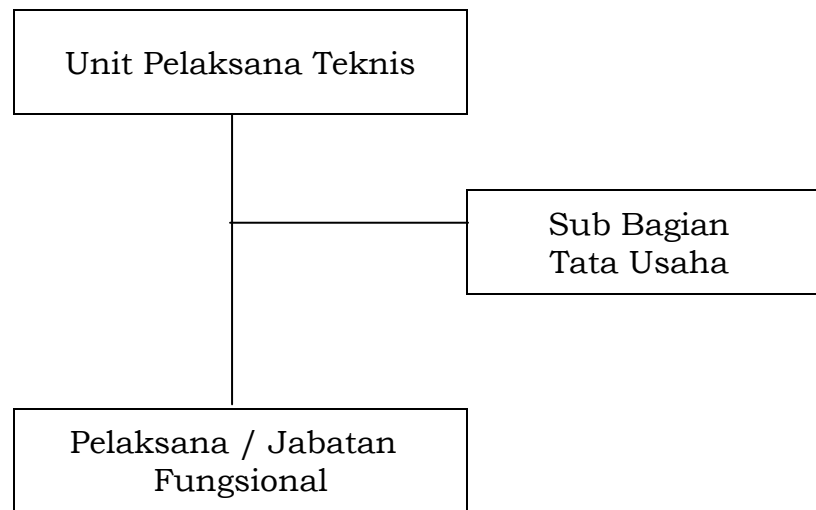 Unit Pelaksana Teknis
Sub Bagian
Tata Usaha
Pelaksana / Jabatan
Fungsional